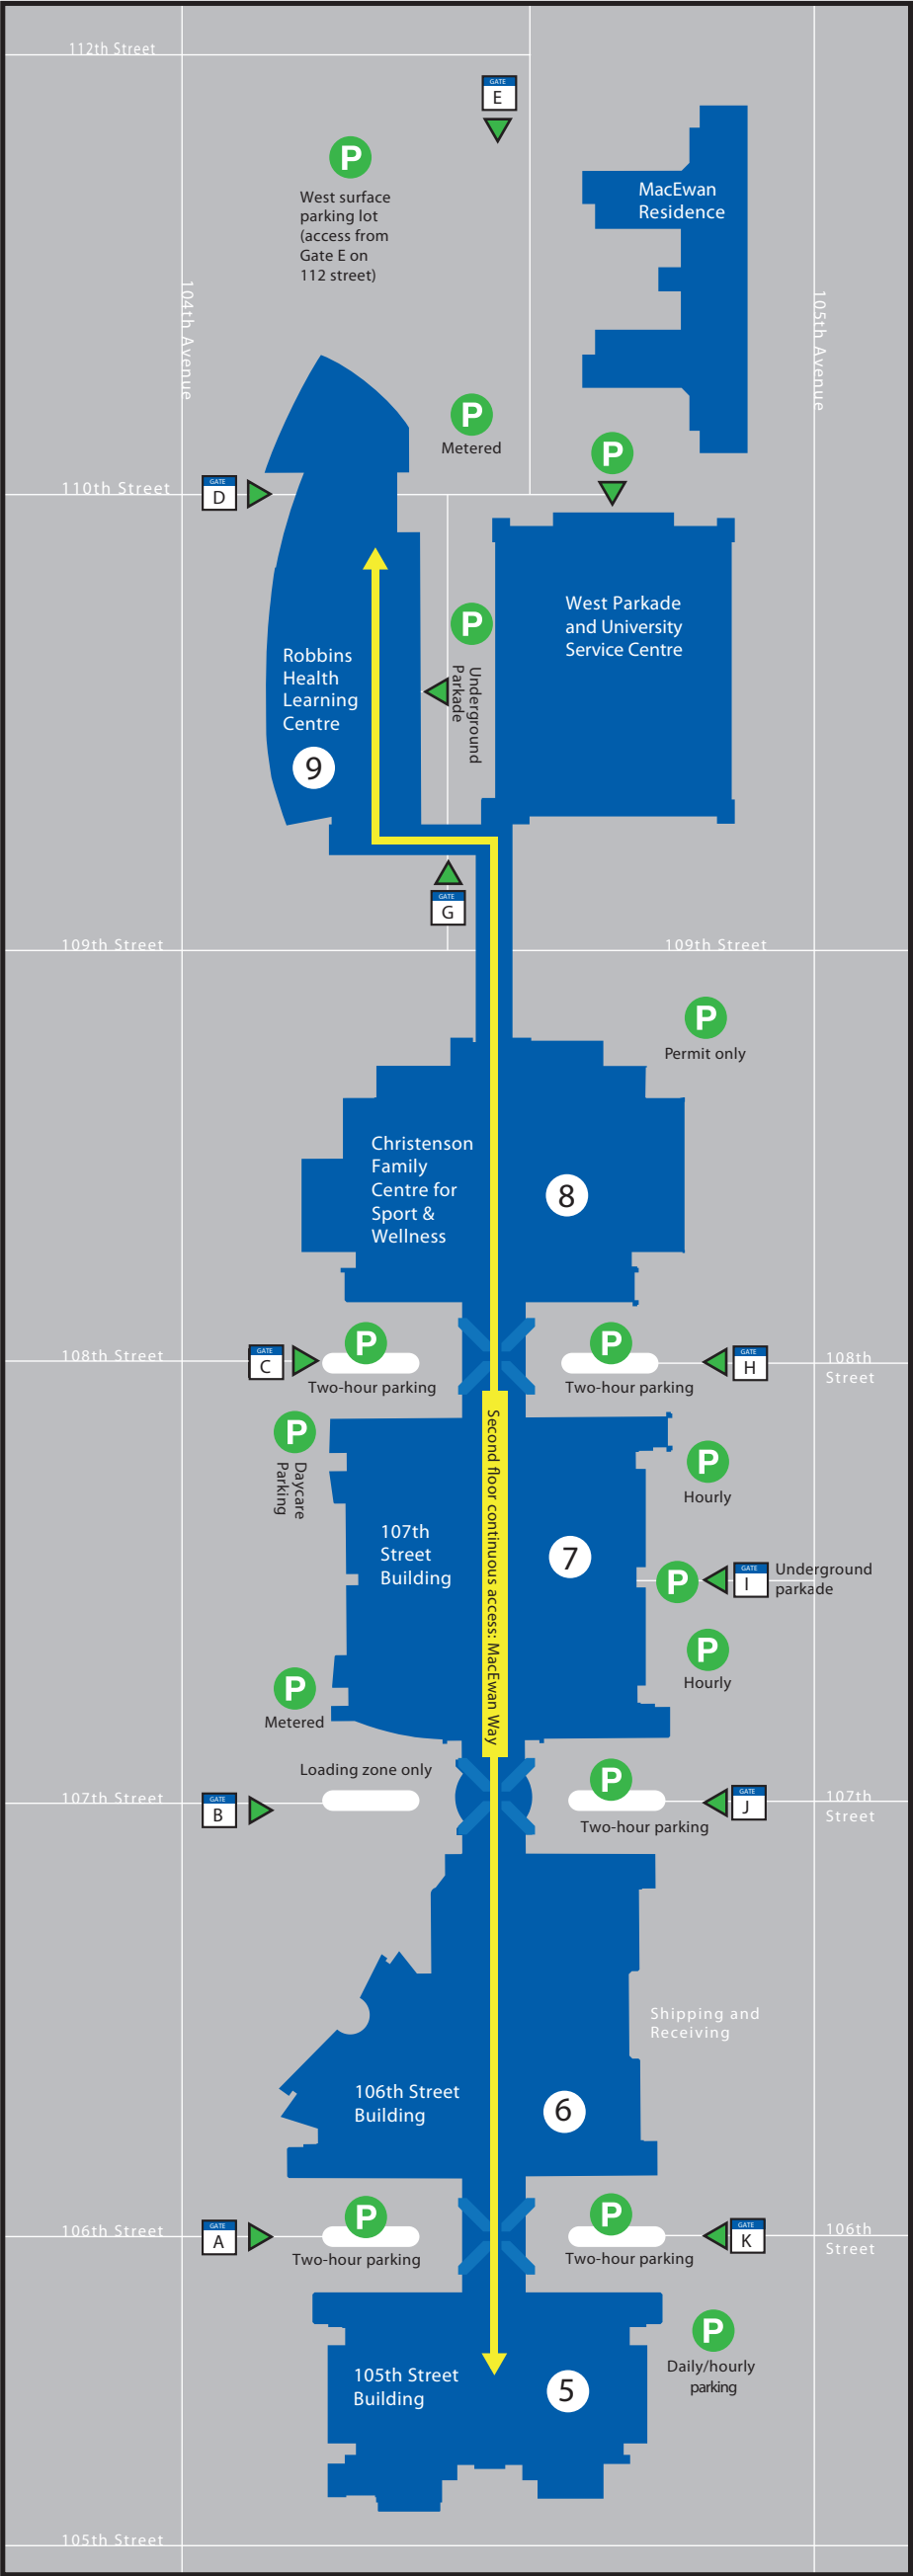 112th Street
GATE
E
P
West surface
parking lot
(access from
Gate E on
112 street)
MacEwan
Residence
104th Avenue
105th Avenue
P
Metered
P
110th Street
GATE
D
West Parkade
and University
Service Centre
P
Underground
Parkade
Robbins
Health
Learning
Centre
9
GATE
G
109th Street
109th Street
P
Permit only
Christenson
Family
Centre for
Sport &
Wellness
8
108th Street
GATE
C
P
Two-hour parking
P
Two-hour parking
GATE
H
108th
Street
P
Daycare
Parking
Second floor continuous access: MacEwan Way
P
Hourly
107th
Street
Building
7
P
GATE
I
Underground
parkade
P
Hourly
P
Metered
Loading zone only
107th Street
GATE
B
P
Two-hour parking
GATE
J
107th
Street
Shipping and
Receiving
106th Street
Building
6
106th Street
GATE
A
P
Two-hour parking
P
Two-hour parking
GATE
K
106th
Street
P
Daily/hourly
parking
105th Street
Building
5
105th Street